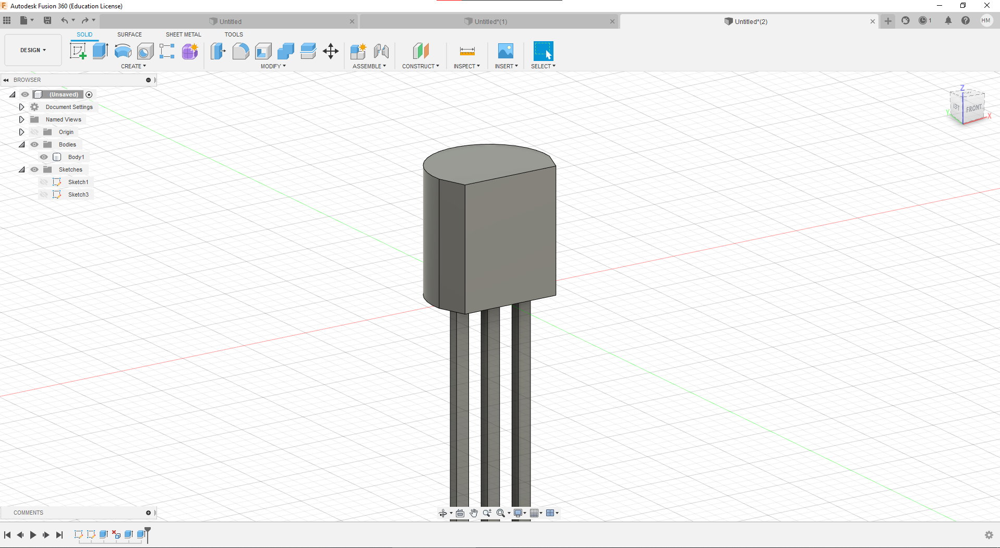 Autodesk Fusion 360 (Education License)
Untitled
Untitled*(1)
Untitled*(2)
1
HM
SOLID
SURFACE
SHEET METAL
TOOLS
DESIGN
CREATE
MODIFY
ASSEMBLE
CONSTRUCT
INSPECT
INSERT
SELECT
BROWSER
(Unsaved)
Document Settings
Named Views
Origin
Bodies
Body1
Sketches
Sketch1
Sketch3
Z
LEFT
FRONT
Y
X
COMMENTS